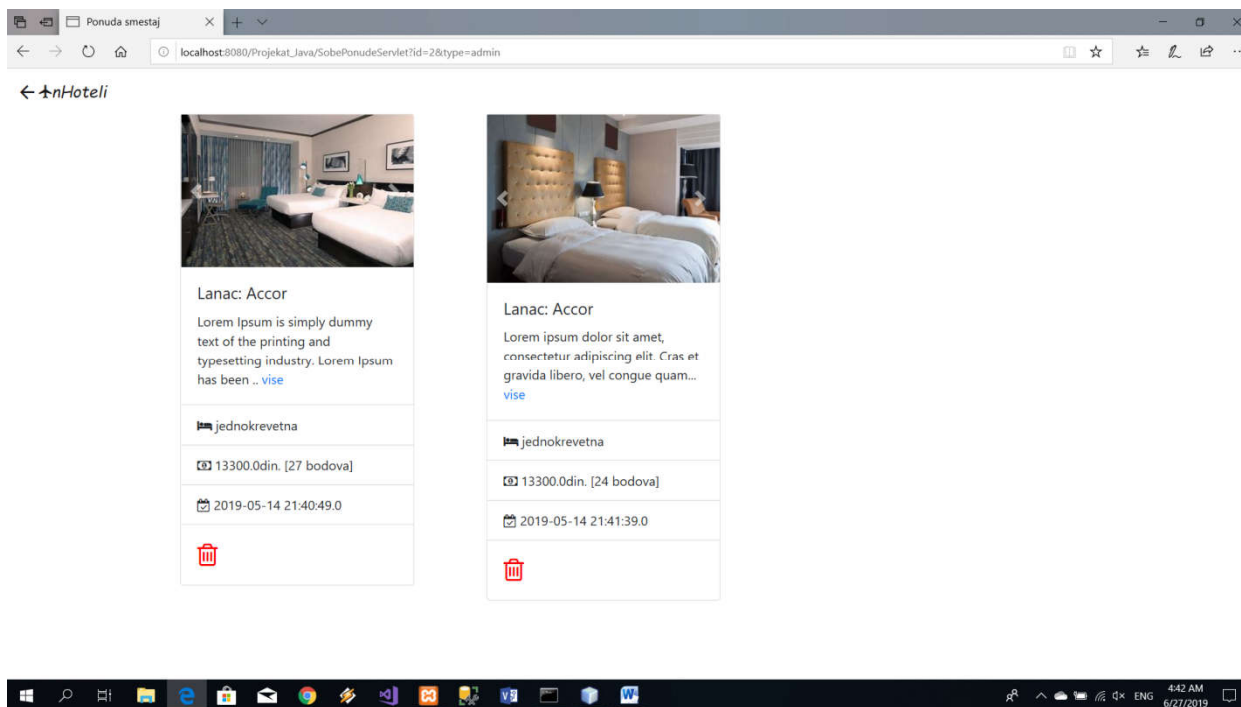 Ponuda smestaj
localhost:8080/Projekat_Java/SobePonudeServlet?id=2&type=admin
nHoteli
Lanac: Accor
Lorem Ipsum is simply dummy
text of the printing and
typesetting industry. Lorem Ipsum
has been .. vise
jednokrevetna
13300.0din. [27 bodova]
2019-05-14 21:40:49.0
Lanac: Accor
Lorem ipsum dolor sit amet,
consectetur adipiscing elit. Cras et
gravida libero, vel congue quam...
vise
jednokrevetna
13300.0din. [24 bodova]
2019-05-14 21:41:39.0
ENG
4:42 AM
6/27/2019